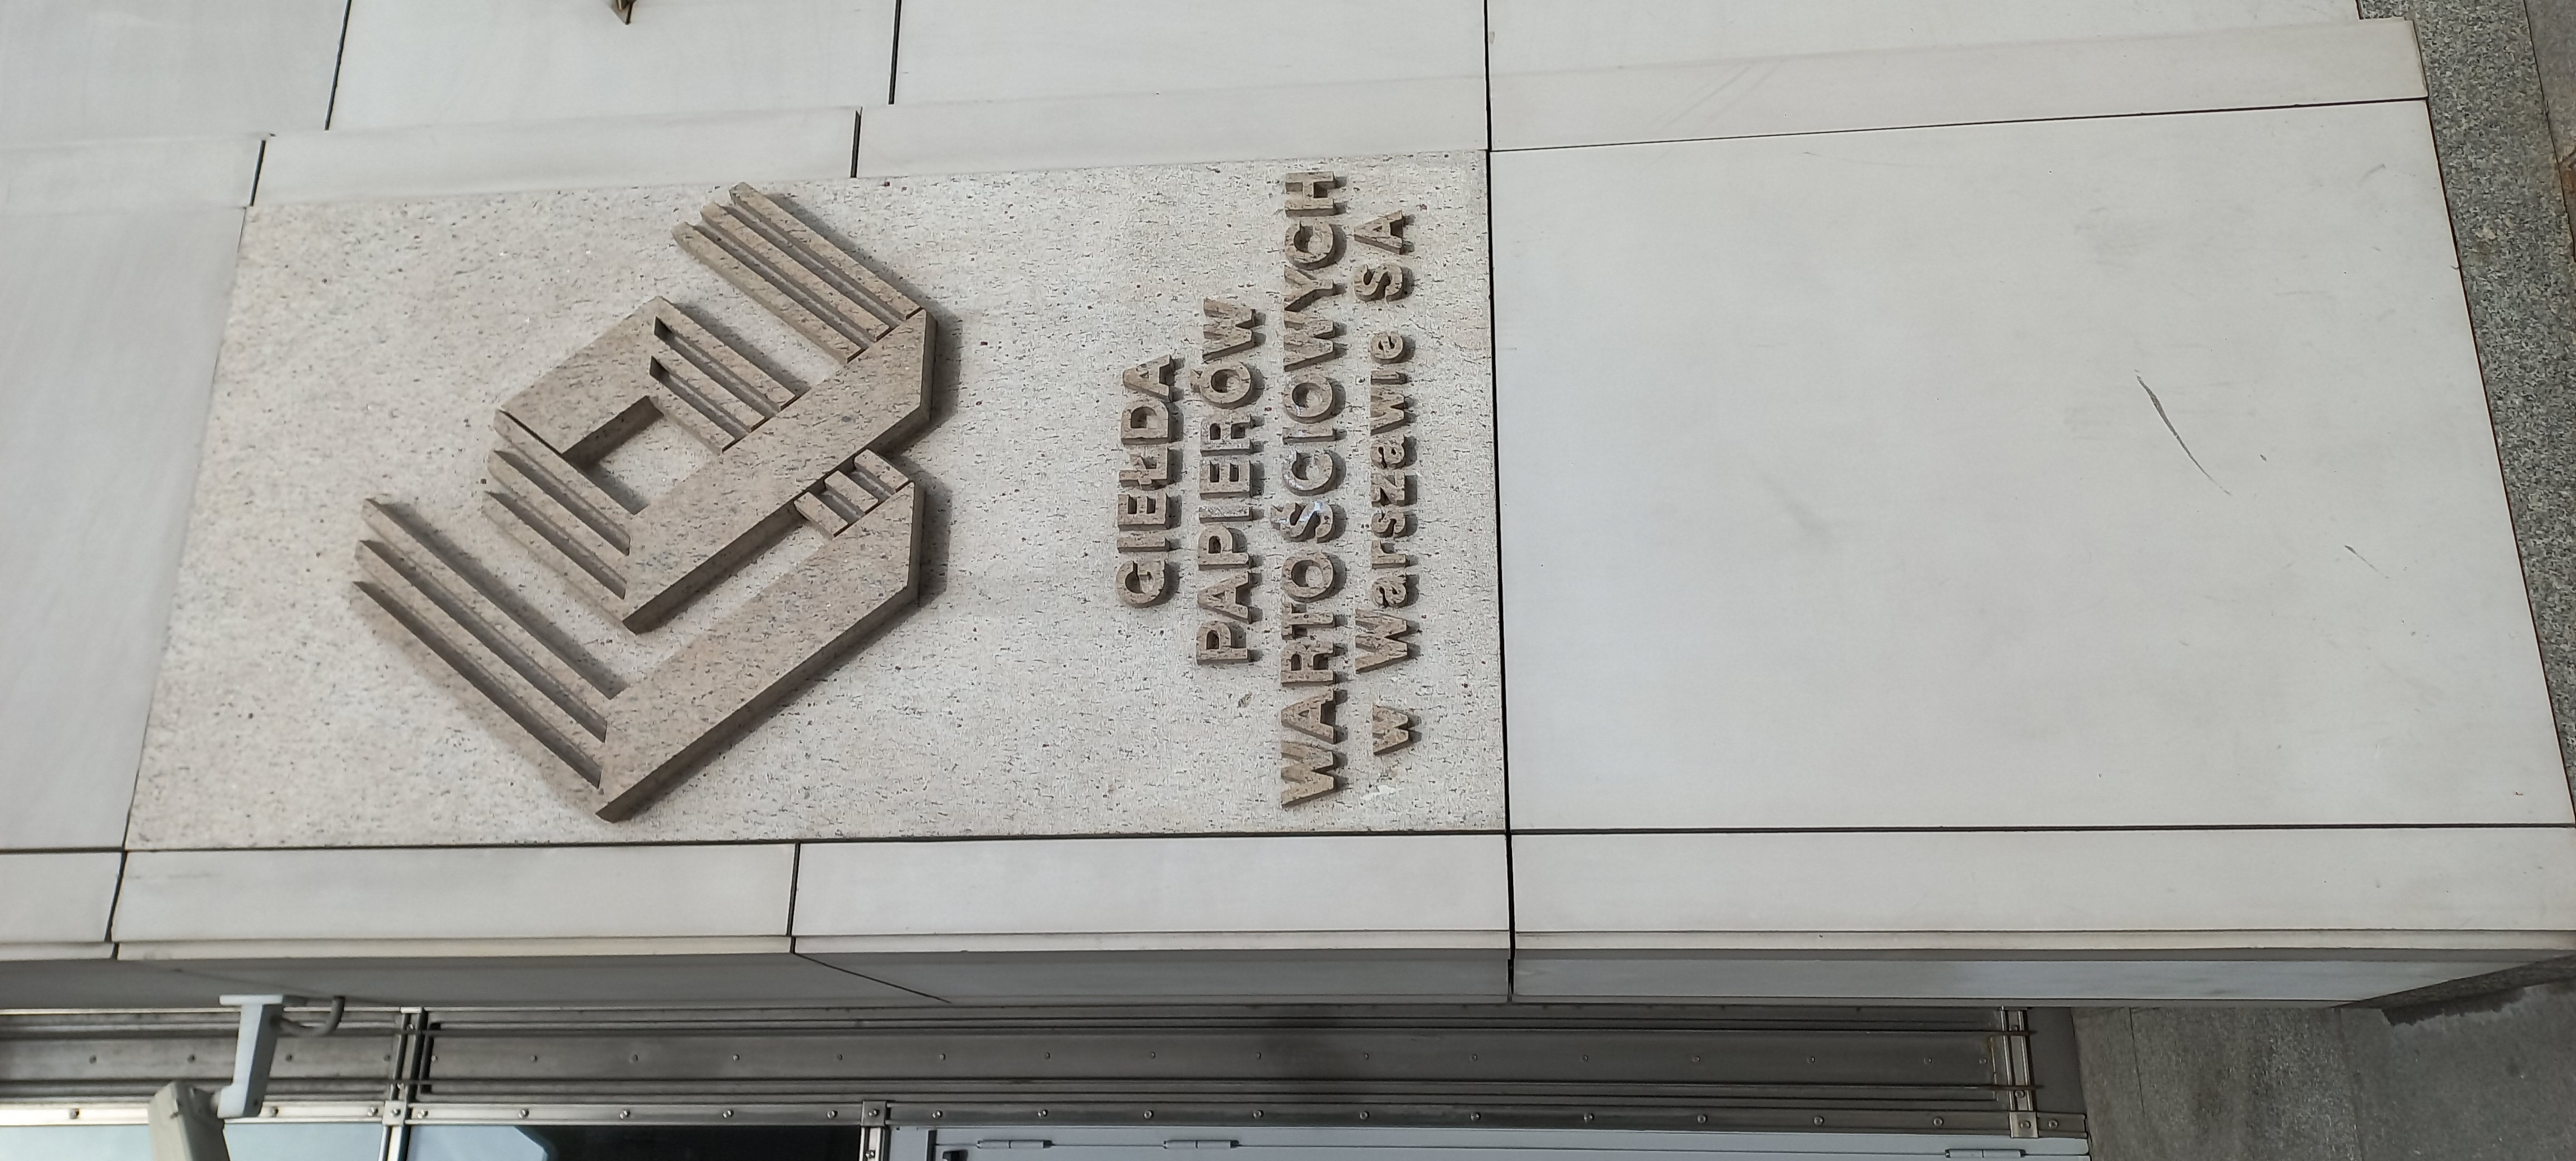 GIEŁDA
PAPIERÓW
WARTOŚCIOWYCH
w Warszawie SA